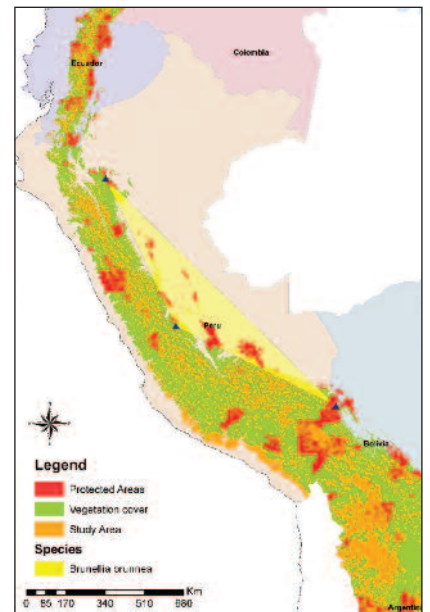 Colombia
Ecuador
Peru
Bolivia
Legend
Protected Areas
Vegetation cover
Study Area
Species
Brunellia brunnea
Km
0 85 170 340 510 680
Argentina